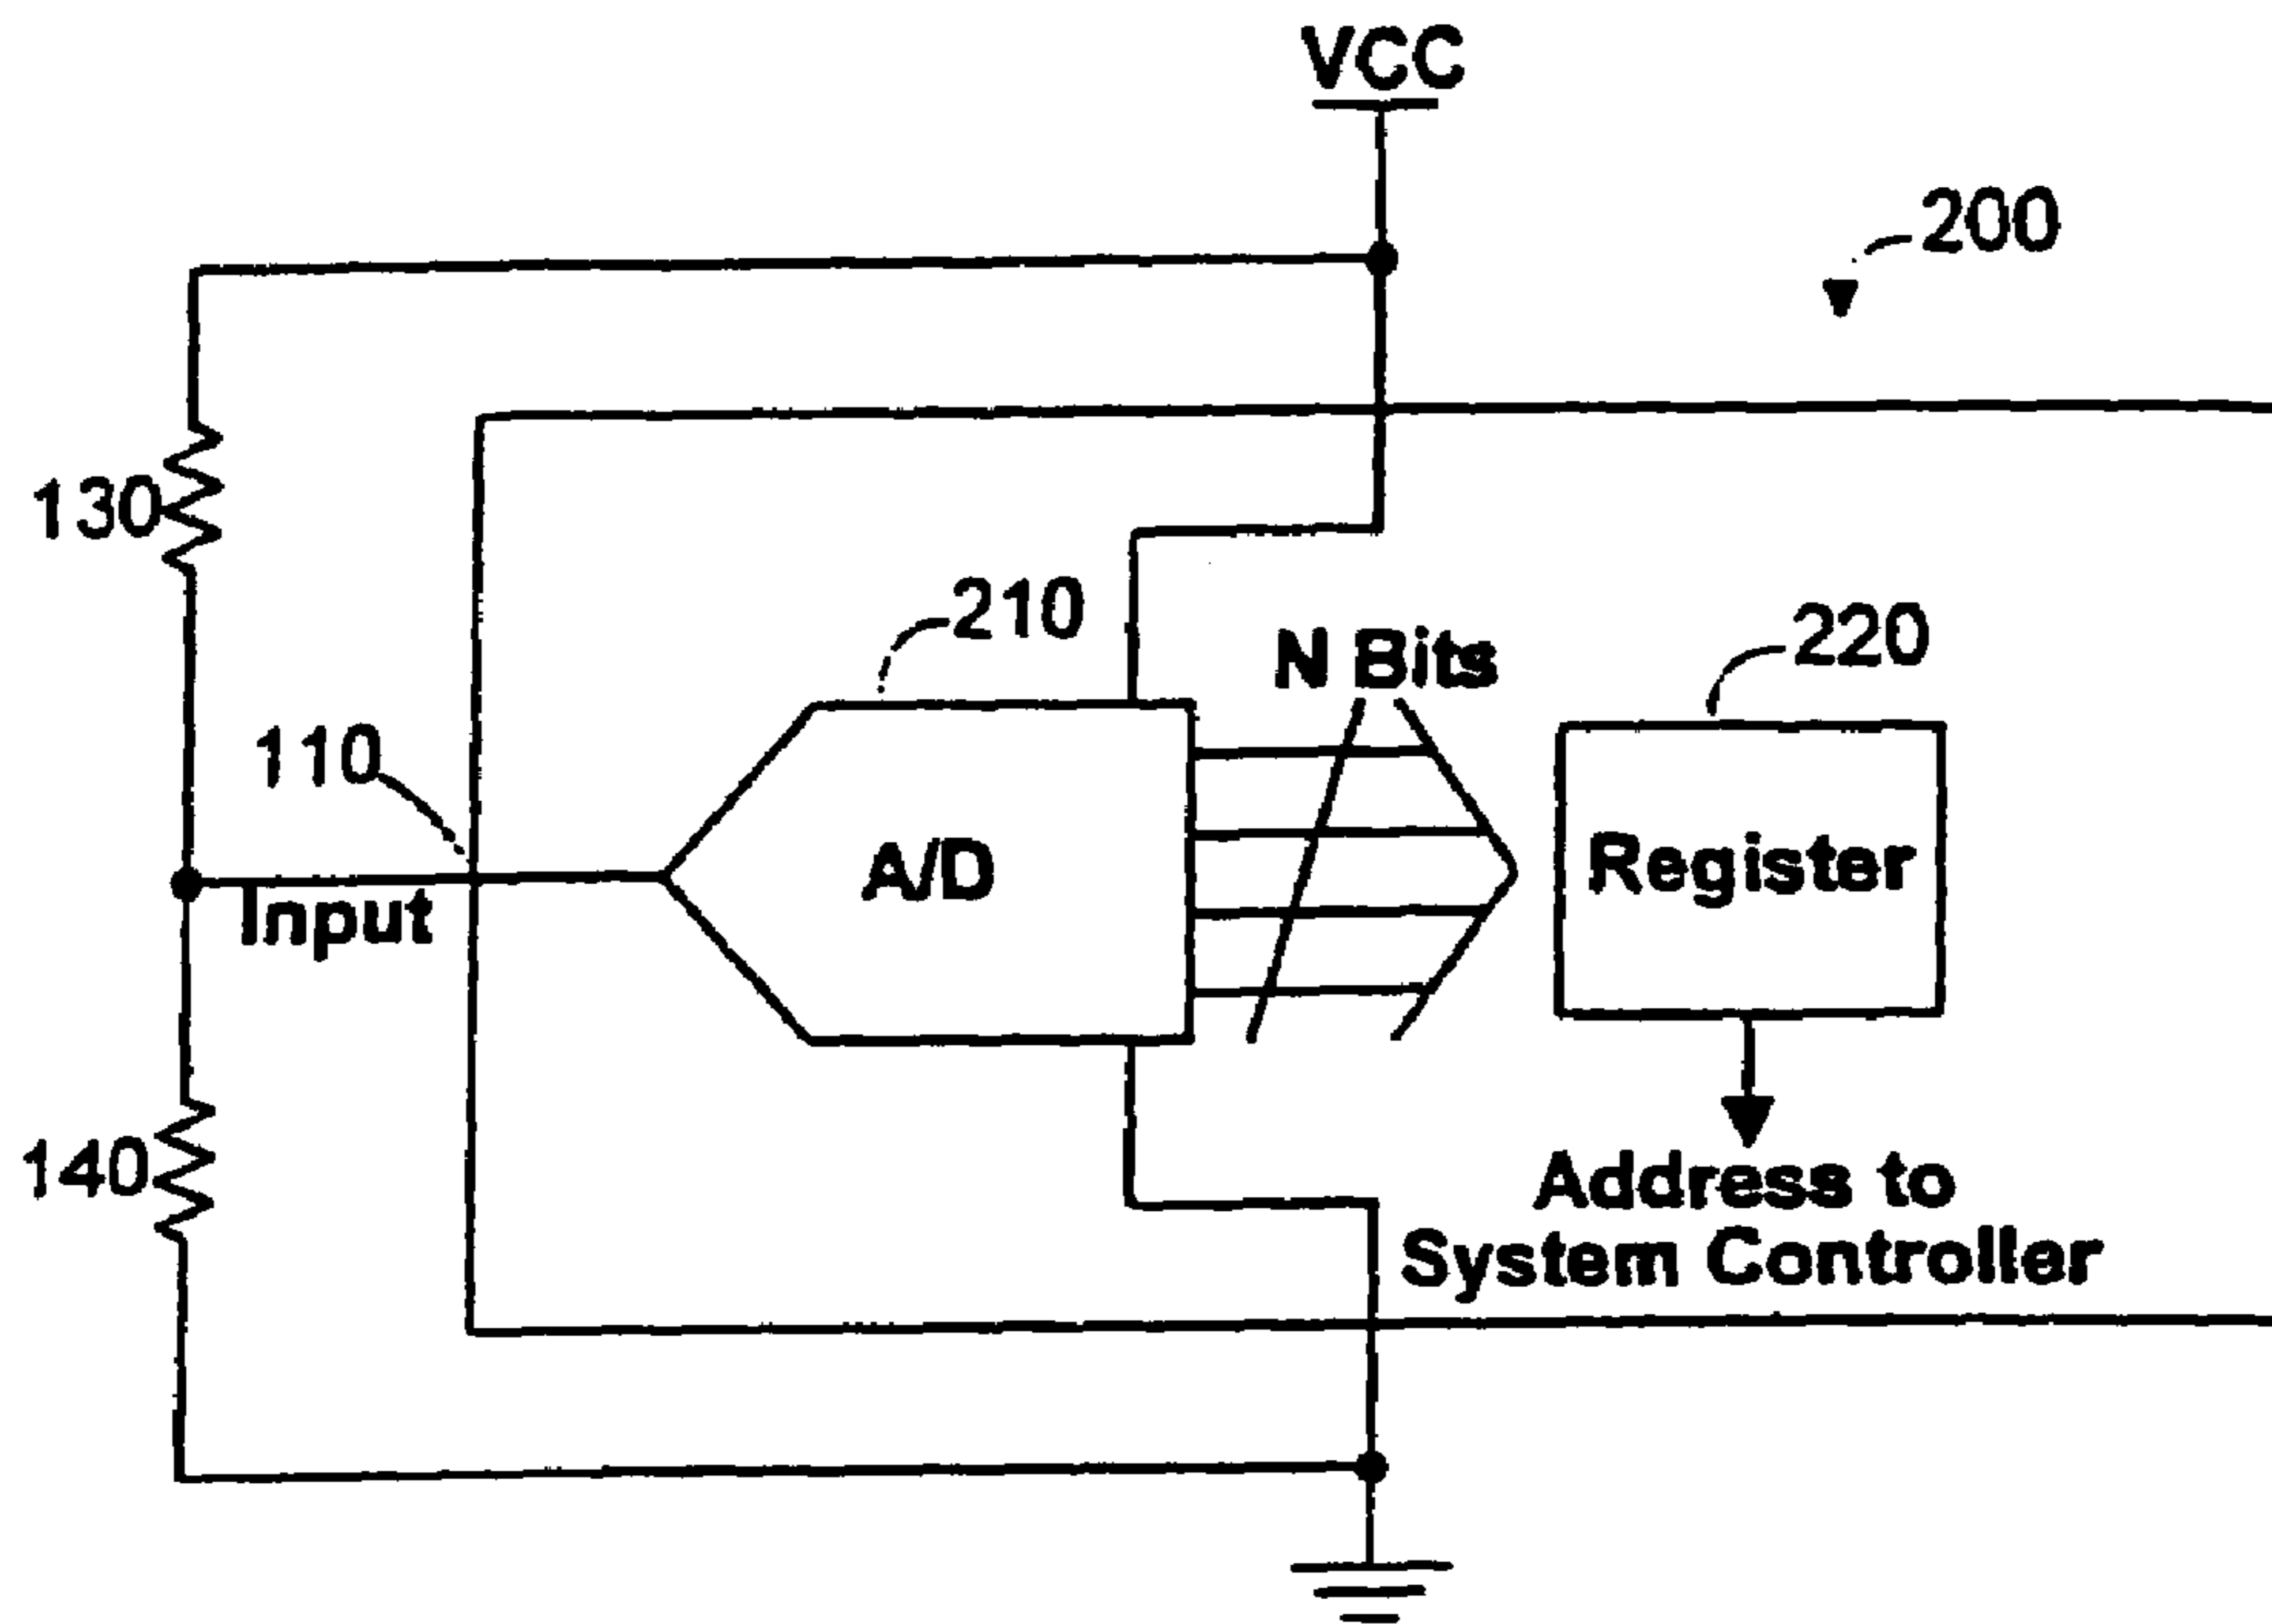 VCC
200
130
210
N Bits
220
110
A/D
Register
Input
140
Address to
System Controller